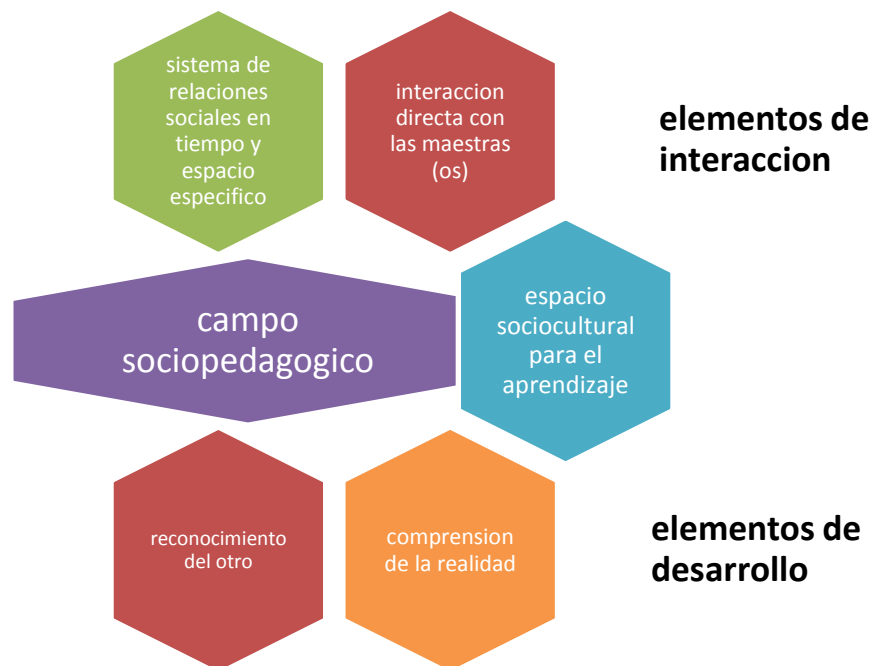 sistema de
relaciones
sociales en
tiempo y
espacio
especifico
interaccion
directa con
las maestras
(os)
elementos de
interaccion
campo
sociopedagogico
espacio
sociocultural
para el
aprendizaje
reconocimiento
del otro
comprension
de la realidad
elementos de
desarrollo